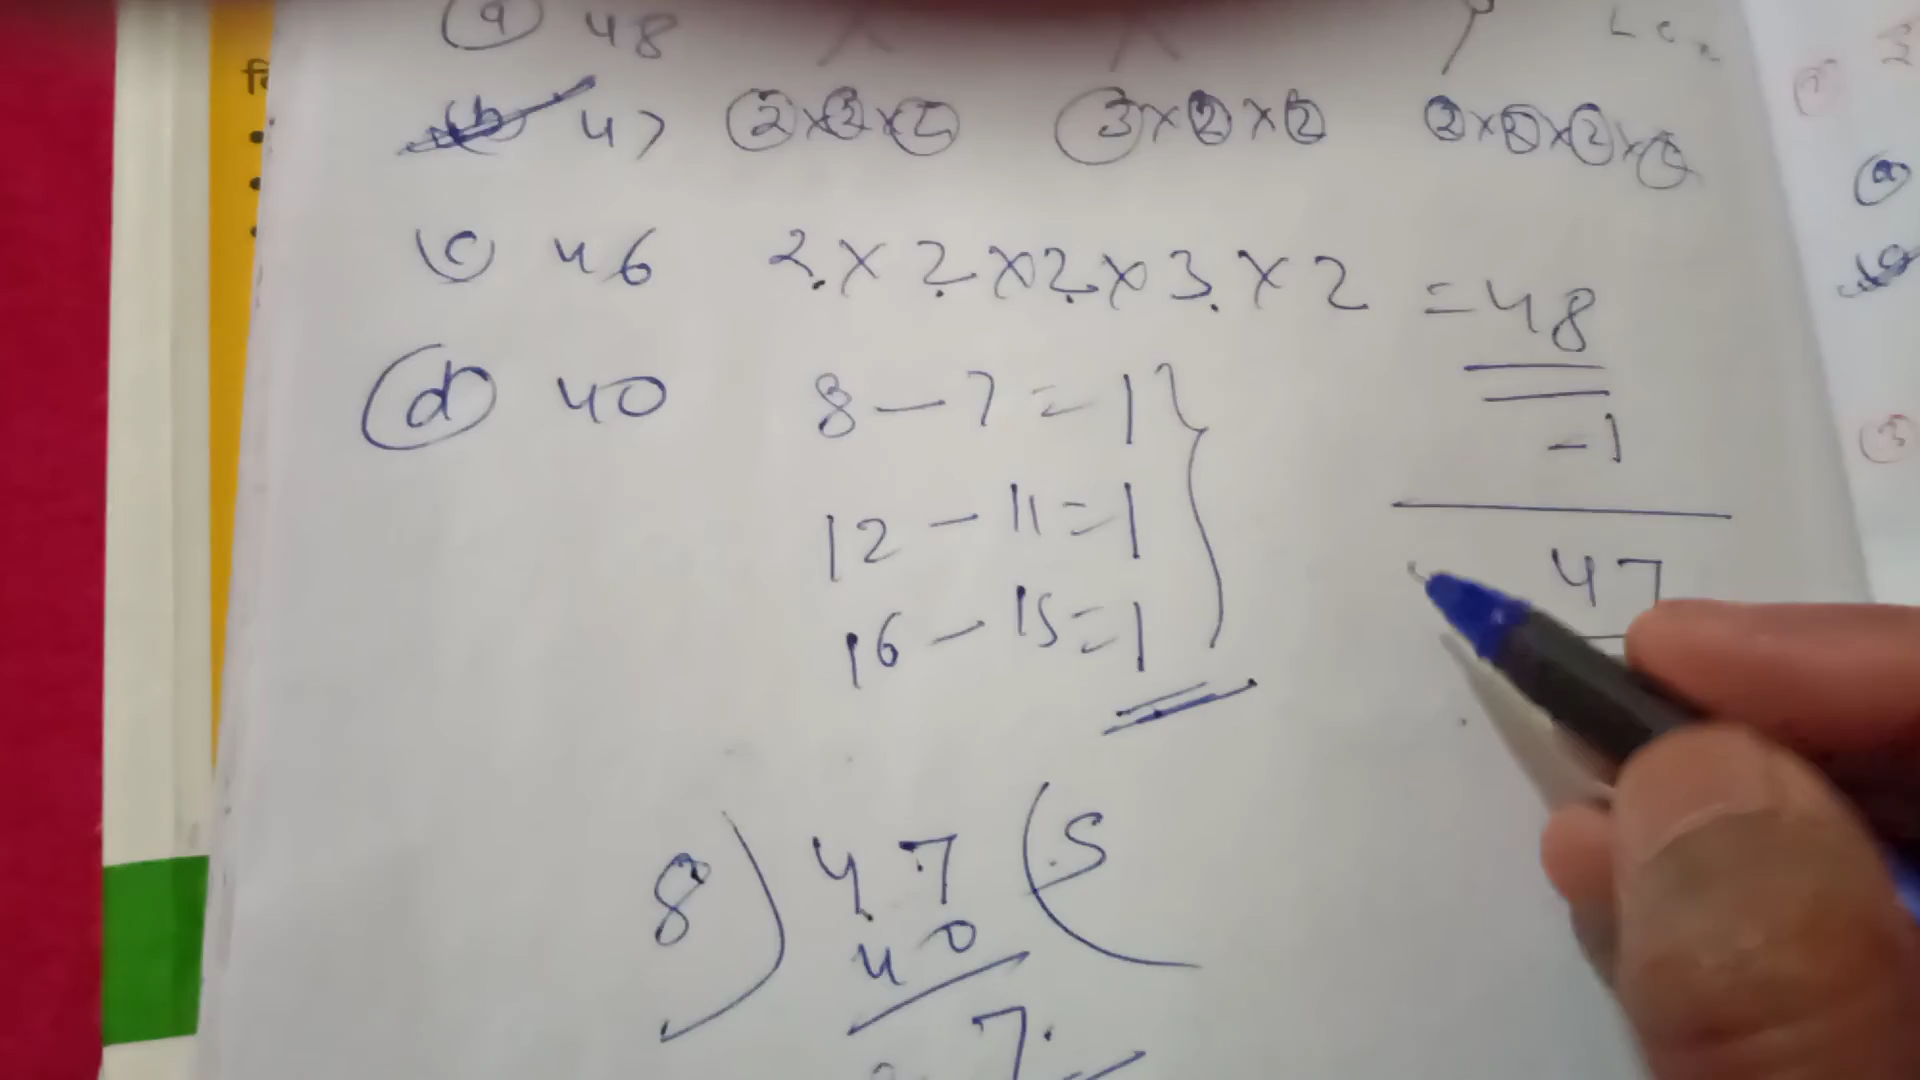 (a) 48
(b) 47 2×2×2 3×2×2 2×2×2×2
(c) 46 2×2×2×3×2 =48
(d) 40 8-7=1 -1
12-11=1 47
16-15=1
8)47(5
40
7